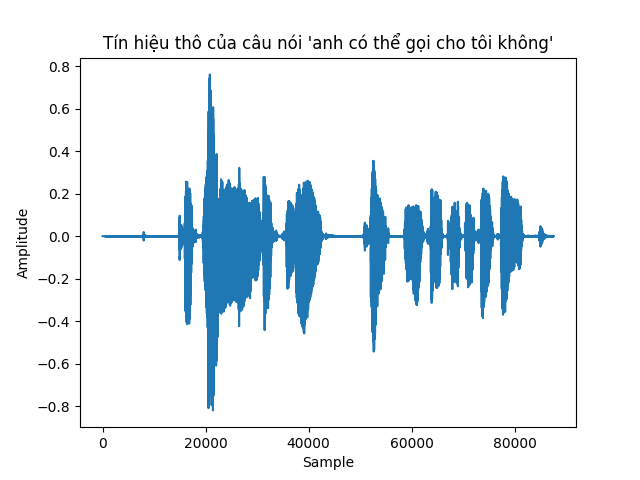 Tín hiệu thô của câu nói 'anh có thể gọi cho tôi không'
0.8
0.6
0.4
0.2
0.0
−0.2
−0.4
−0.6
−0.8
Amplitude
0 20000 40000 60000 80000
Sample